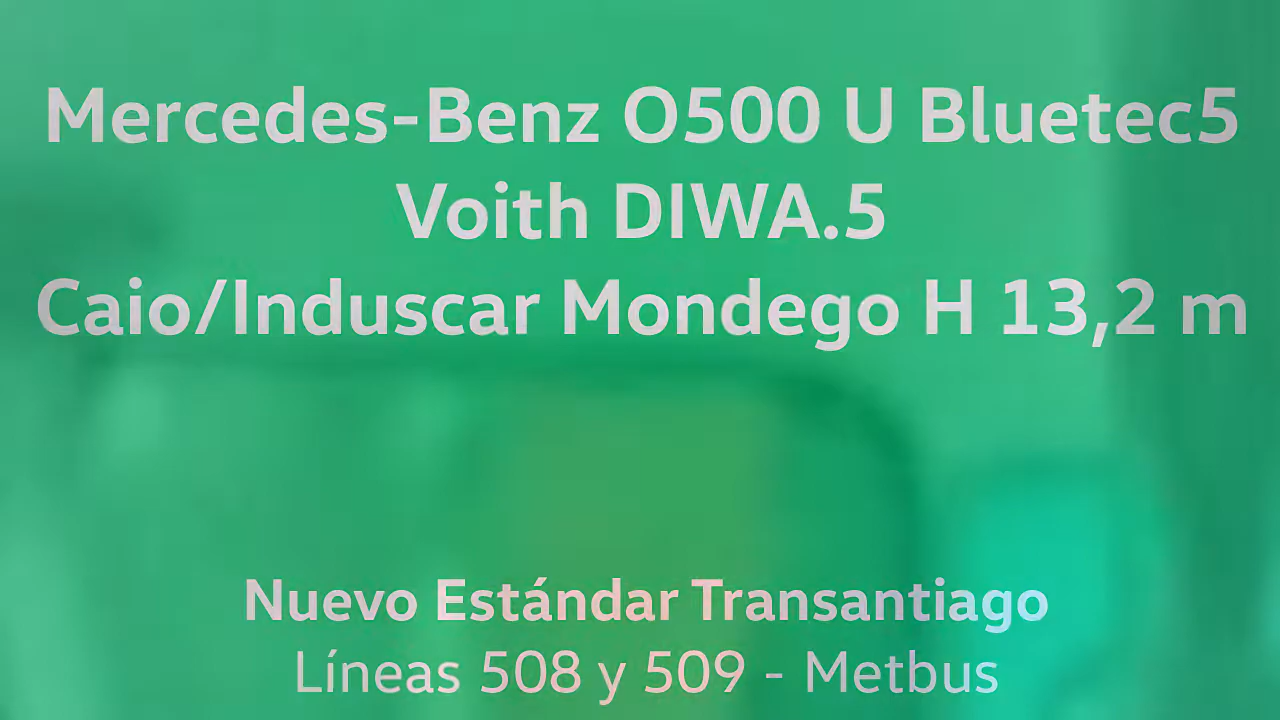 Mercedes-Benz O500 U Bluetec5
Voith DIWA.5
Caio/Induscar Mondego H 13,2 m
Nuevo Estándar Transantiago
Líneas 508 y 509 - Metbus